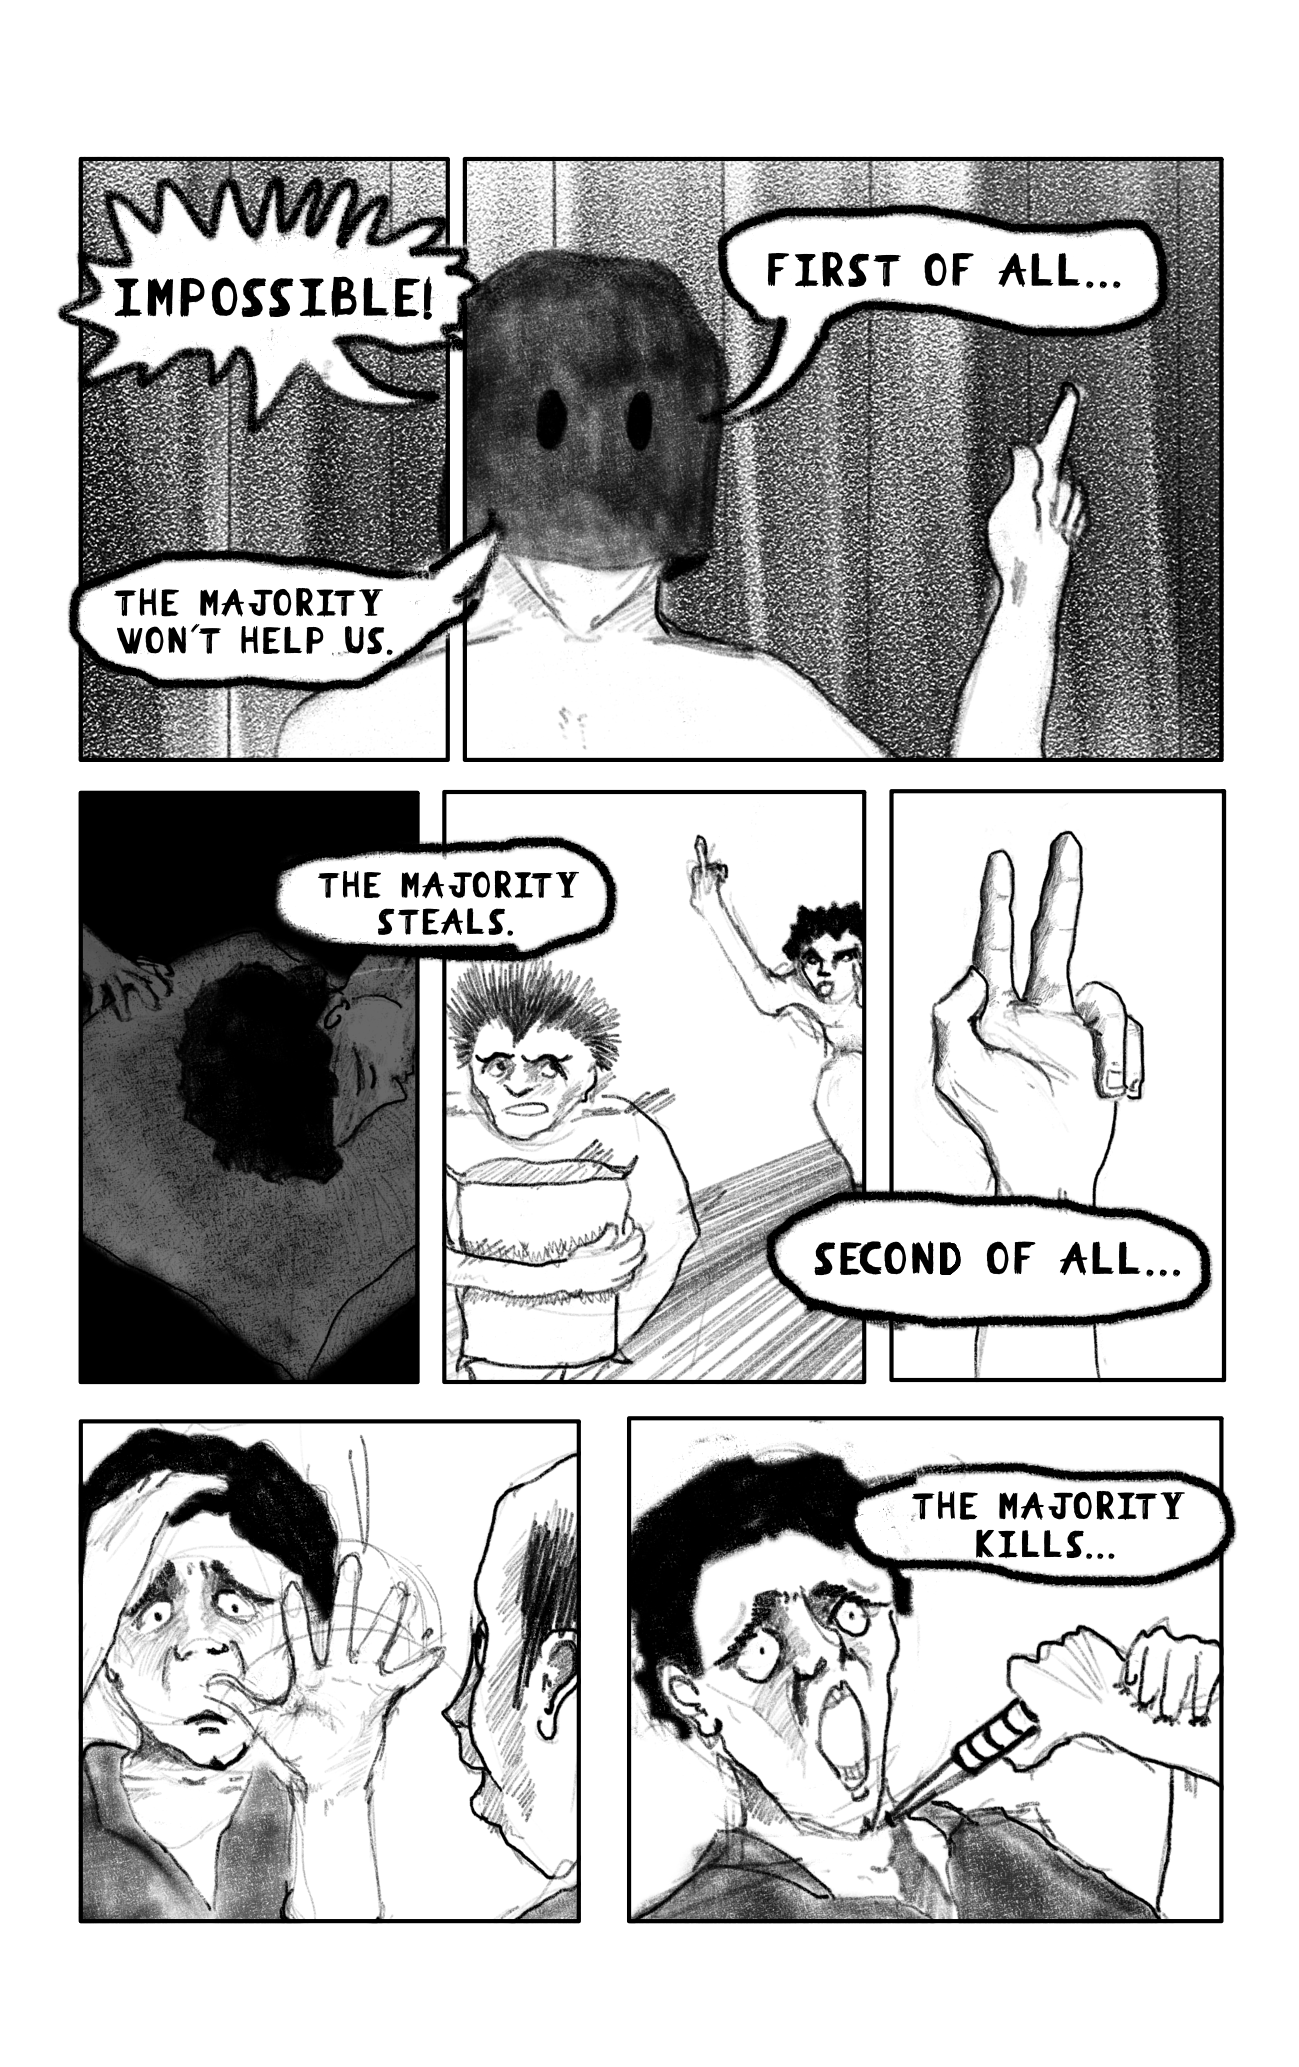 IMPOSSIBLE!
THE MAJORITY
WON'T HELP US.
FIRST OF ALL...
THE MAJORITY
STEALS.
SECOND OF ALL...
THE MAJORITY
KILLS...